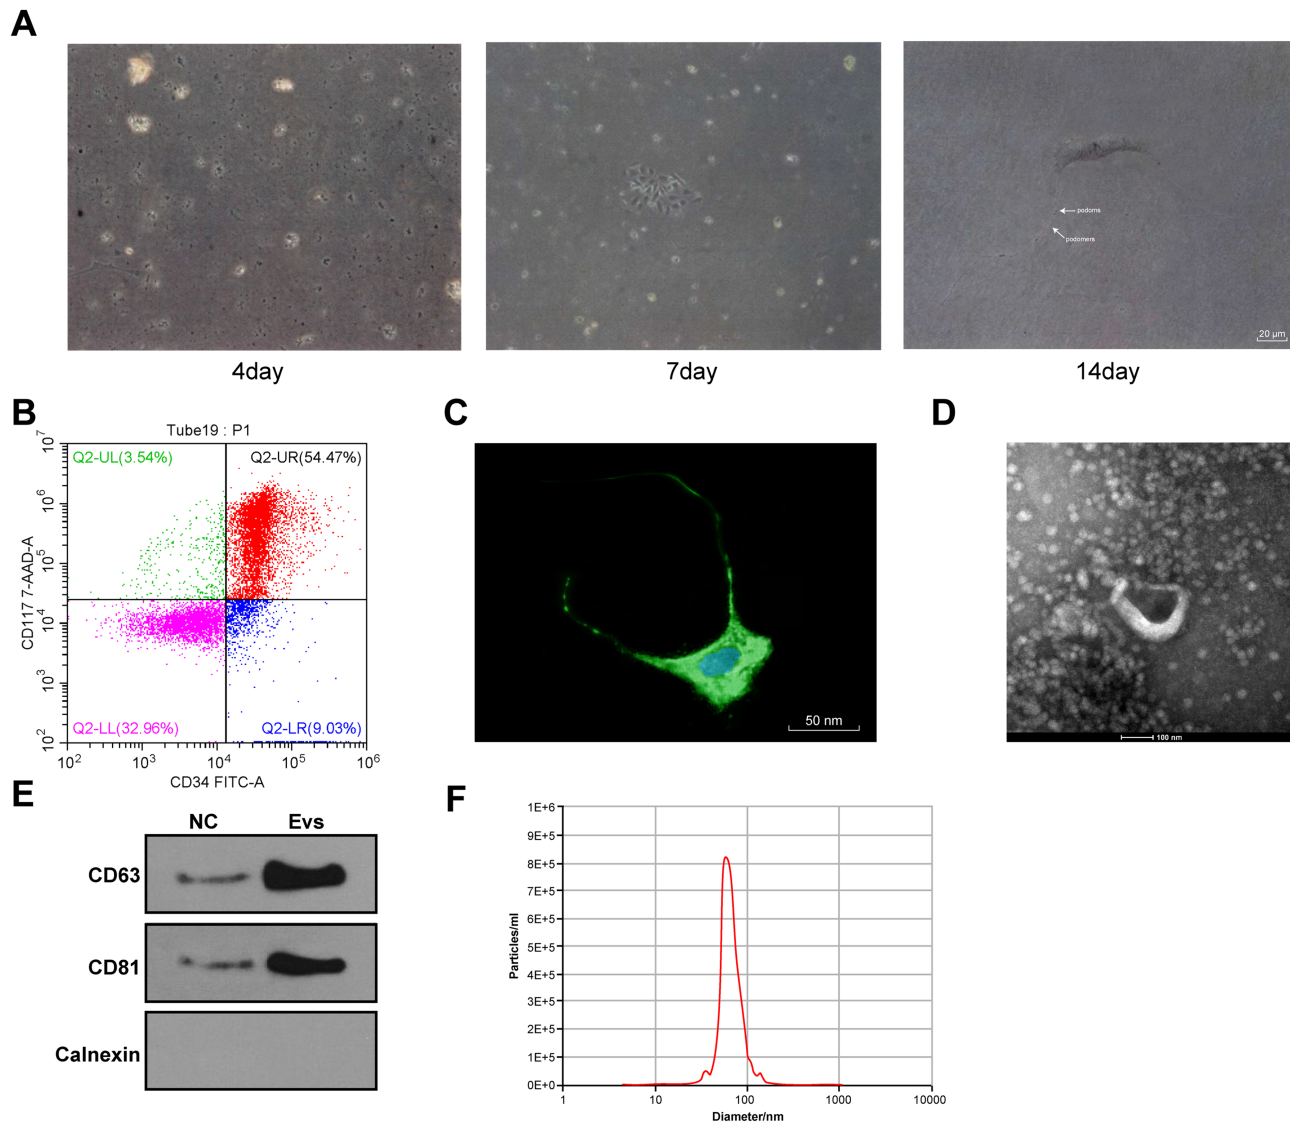 A
podoms
podomers
20 µm
4day
7day
14day
B
Tube19 : P1
Q2-UL(3.54%)
Q2-UR(54.47%)
Q2-LL(32.96%)
Q2-LR(9.03%)
CD117 7-AAD-A
10^7
10^6
10^5
10^4
10^3
10^2
10^2
10^3
10^4
10^5
10^6
CD34 FITC-A
C
50 nm
D
100 nm
E
NC
Evs
CD63
CD81
Calnexin
F
Particles/ml
1E+6
9E+5
8E+5
7E+5
6E+5
5E+5
4E+5
3E+5
2E+5
1E+5
0E+0
1
10
100
1000
10000
Diameter/nm